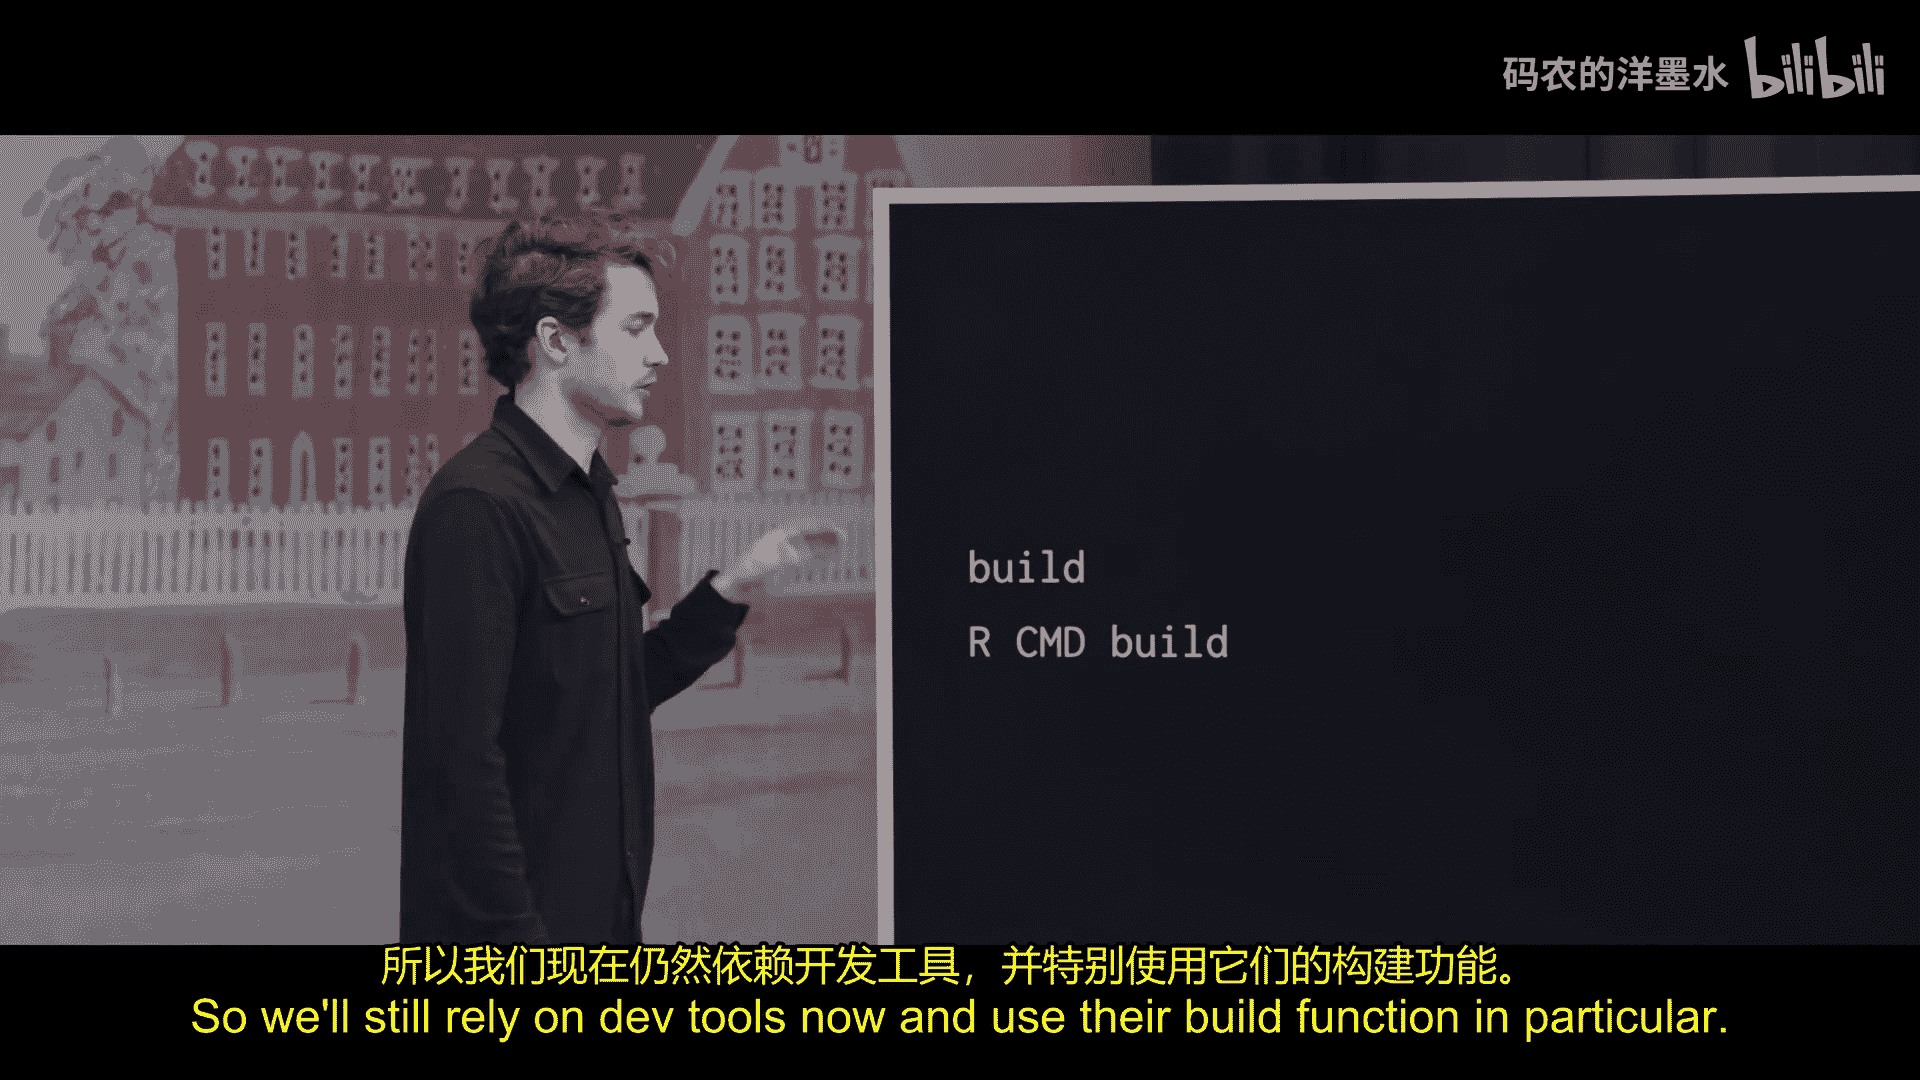 码农的洋墨水 bilibili
build
R CMD build
所以我们现在仍然依赖开发工具，并特别使用它们的构建功能。
So we'll still rely on dev tools now and use their build function in particular.